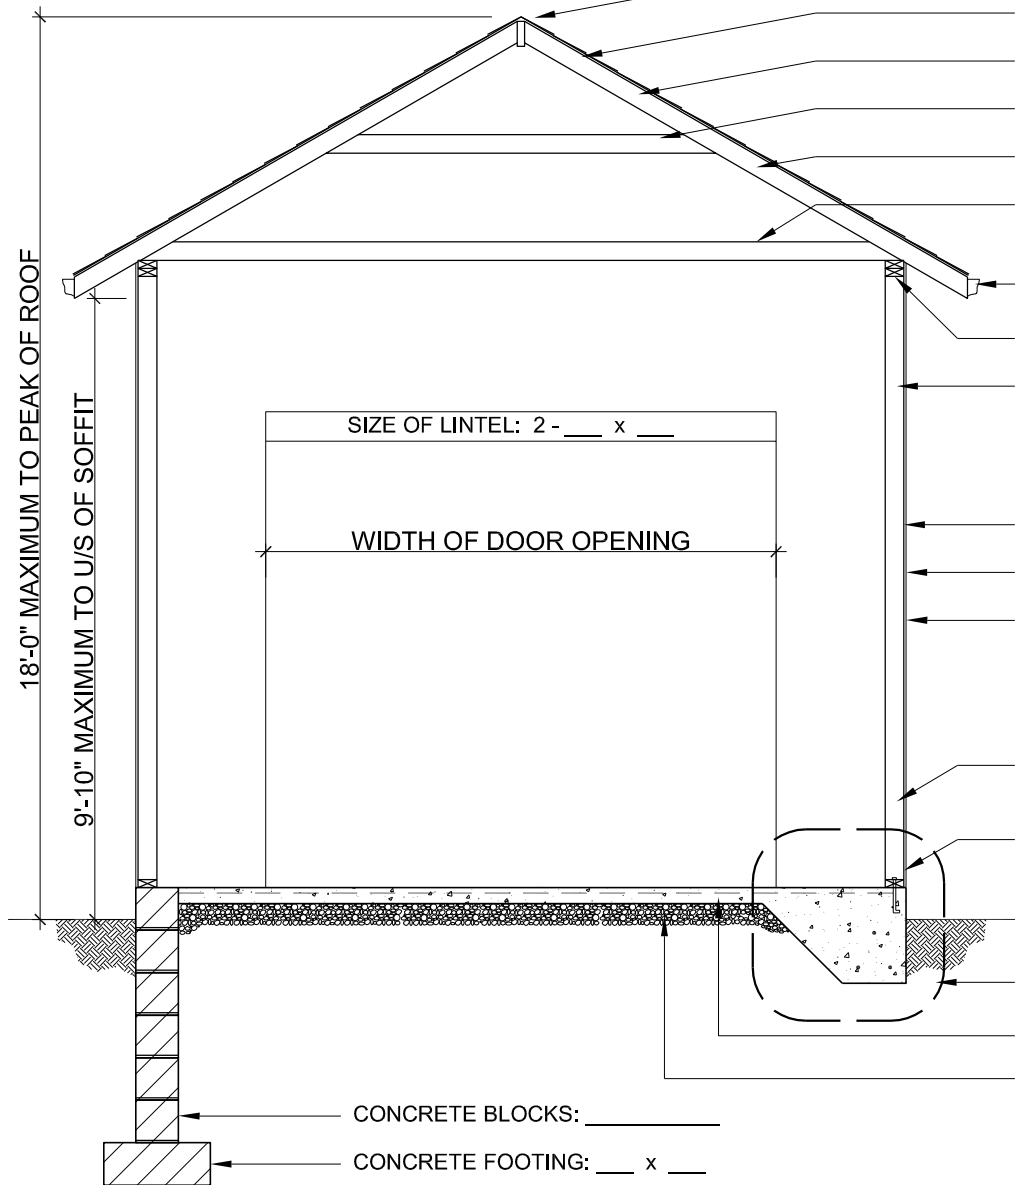 18'-0" MAXIMUM TO PEAK OF ROOF
9'-10" MAXIMUM TO U/S OF SOFFIT
SIZE OF LINTEL: 2 - ___ x ___
WIDTH OF DOOR OPENING
CONCRETE BLOCKS: ___________
CONCRETE FOOTING: ___ x ___